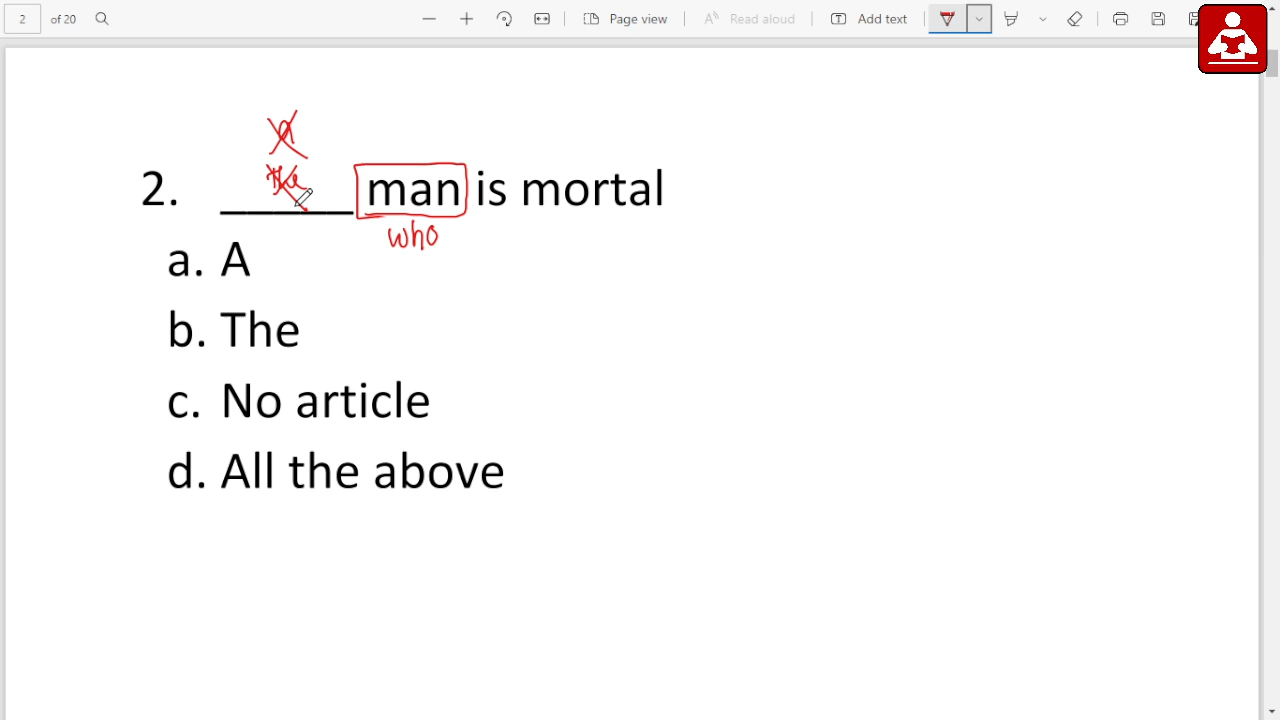 2 of 20 Page view Read aloud Add text
a
the
2. ______ man is mortal
who
a. A
b. The
c. No article
d. All the above